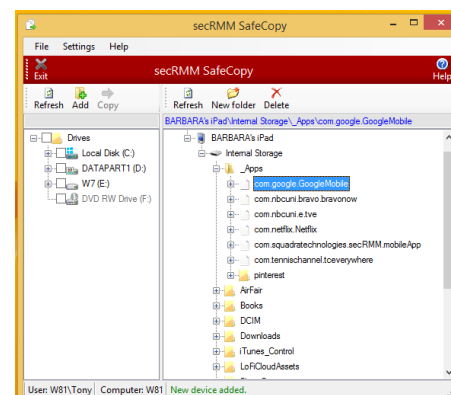 secRMM SafeCopy
File Settings Help
Exit
secRMM SafeCopy
Help
Refresh Add Copy
Refresh New folder Delete
BARBARA's iPad\Internal Storage\_Apps\com.google.GoogleMobile
Drives
Local Disk (C:)
DATAPART1 (D:)
W7 (E:)
DVD RW Drive (F:)
BARBARA's iPad
Internal Storage
_Apps
com.google.GoogleMobile
com.nbcuni.bravo.bravonow
com.nbcuni.e.tve
com.netflix.Netflix
com.squadratechnologies.secRMM.mobileApp
com.tennischannel.tceverywhere
pinterest
AirFair
Books
DCIM
Downloads
iTunes_Control
LoFiCloudAssets
User: W81\Tony Computer: W81 New device added.